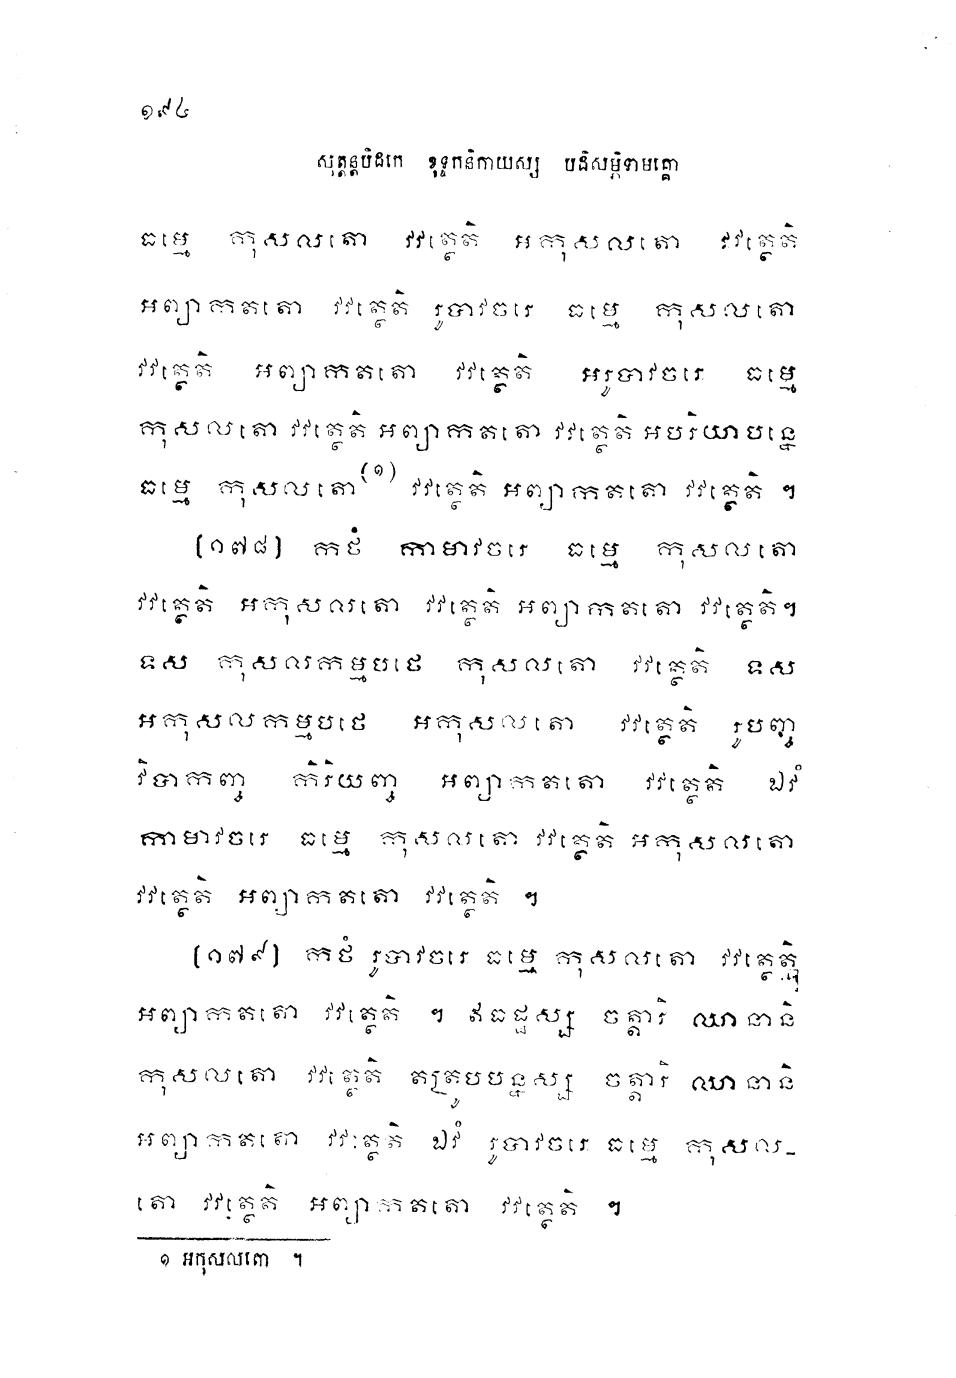 ១៩៤
សុត្តន្តបិដកេ ខុទ្ទកនិកាយស្ស បដិសម្ភិទាមគ្គោ
ធម្មេ កុសលតោ វវត្ថេតិ អកុសលតោ វវត្ថេតិ
អព្យាកតតោ វវត្ថេតិ រូបាវចរេ ធម្មេ កុសលតោ
វវត្ថេតិ អព្យាកតតោ វវត្ថេតិ អរូបាវចរេ ធម្មេ
កុសលតោ វវត្ថេតិ អព្យាកតតោ វវត្ថេតិ អបរិយាបន្នេ
ធម្មេ កុសលតោ(១) វវត្ថេតិ អព្យាកតតោ វវត្ថេតិ ។
[១៧៨] កថំ កាមាវចរេ ធម្មេ កុសលតោ
វវត្ថេតិ អកុសលតោ វវត្ថេតិ អព្យាកតតោ វវត្ថេតិ។
ទស កុសលកម្មបថេ កុសលតោ វវត្ថេតិ ទស
អកុសលកម្មបថេ អកុសលតោ វវត្ថេតិ រូបញ្ច
វិបាកញ្ច កិរិយញ្ច អព្យាកតតោ វវត្ថេតិ ឯវំ
កាមាវចរេ ធម្មេ កុសលតោ វវត្ថេតិ អកុសលតោ
វវត្ថេតិ អព្យាកតតោ វវត្ថេតិ ។
[១៧៩] កថំ រូបាវចរេ ធម្មេ កុសលតោ វវត្ថេតិ
អព្យាកតតោ វវត្ថេតិ ។ ឥធដ្ឋស្ស ចត្តារិ ឈានានិ
កុសលតោ វវត្ថេតិ តត្រូបបន្នស្ស ចត្តារិ ឈានានិ
អព្យាកតតោ វវត្ថេតិ ឯវំ រូបាវចរេ ធម្មេ កុសល-
តោ វវត្ថេតិ អព្យាកតតោ វវត្ថេតិ ។
១ អកុសលតោ ។